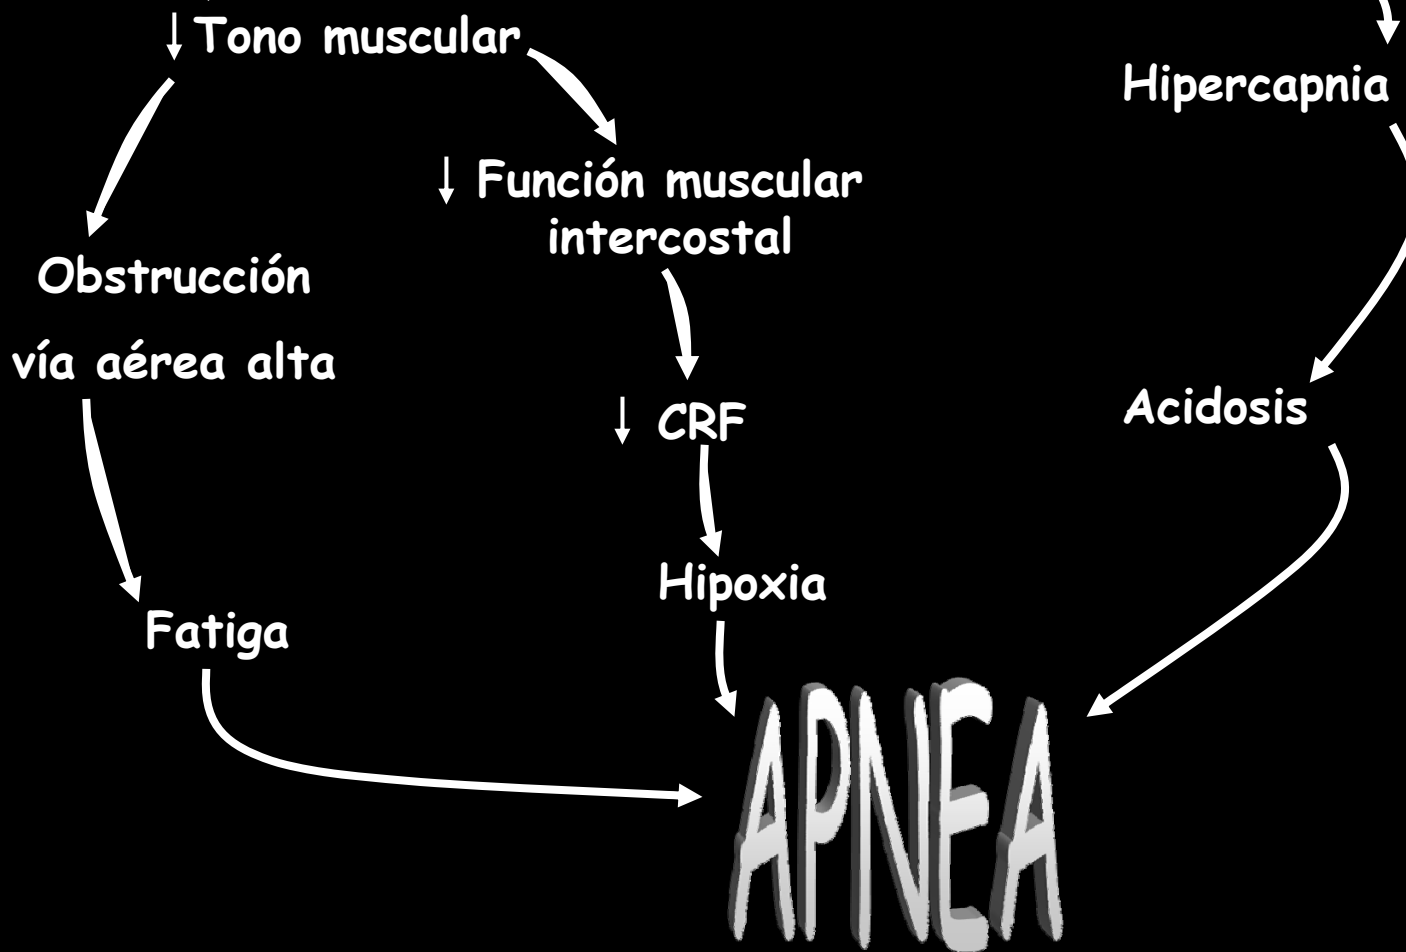 ↓ Tono muscular
Hipercapnia
↓ Función muscular
intercostal
Obstrucción
vía aérea alta
↓ CRF
Acidosis
Hipoxia
Fatiga
APNEA